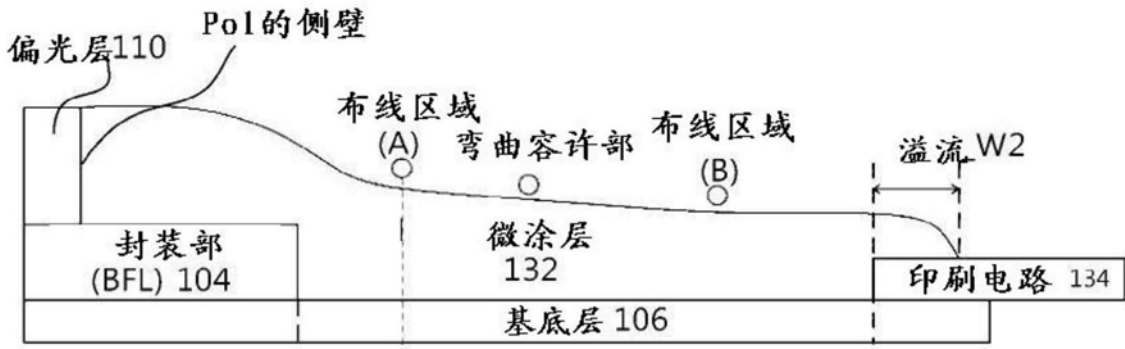 Pol的侧壁
偏光层110
布线区域
(A)
弯曲容许部
布线区域
(B)
溢流 W2
封装部
(BFL) 104
微涂层
132
印刷电路 134
基底层 106